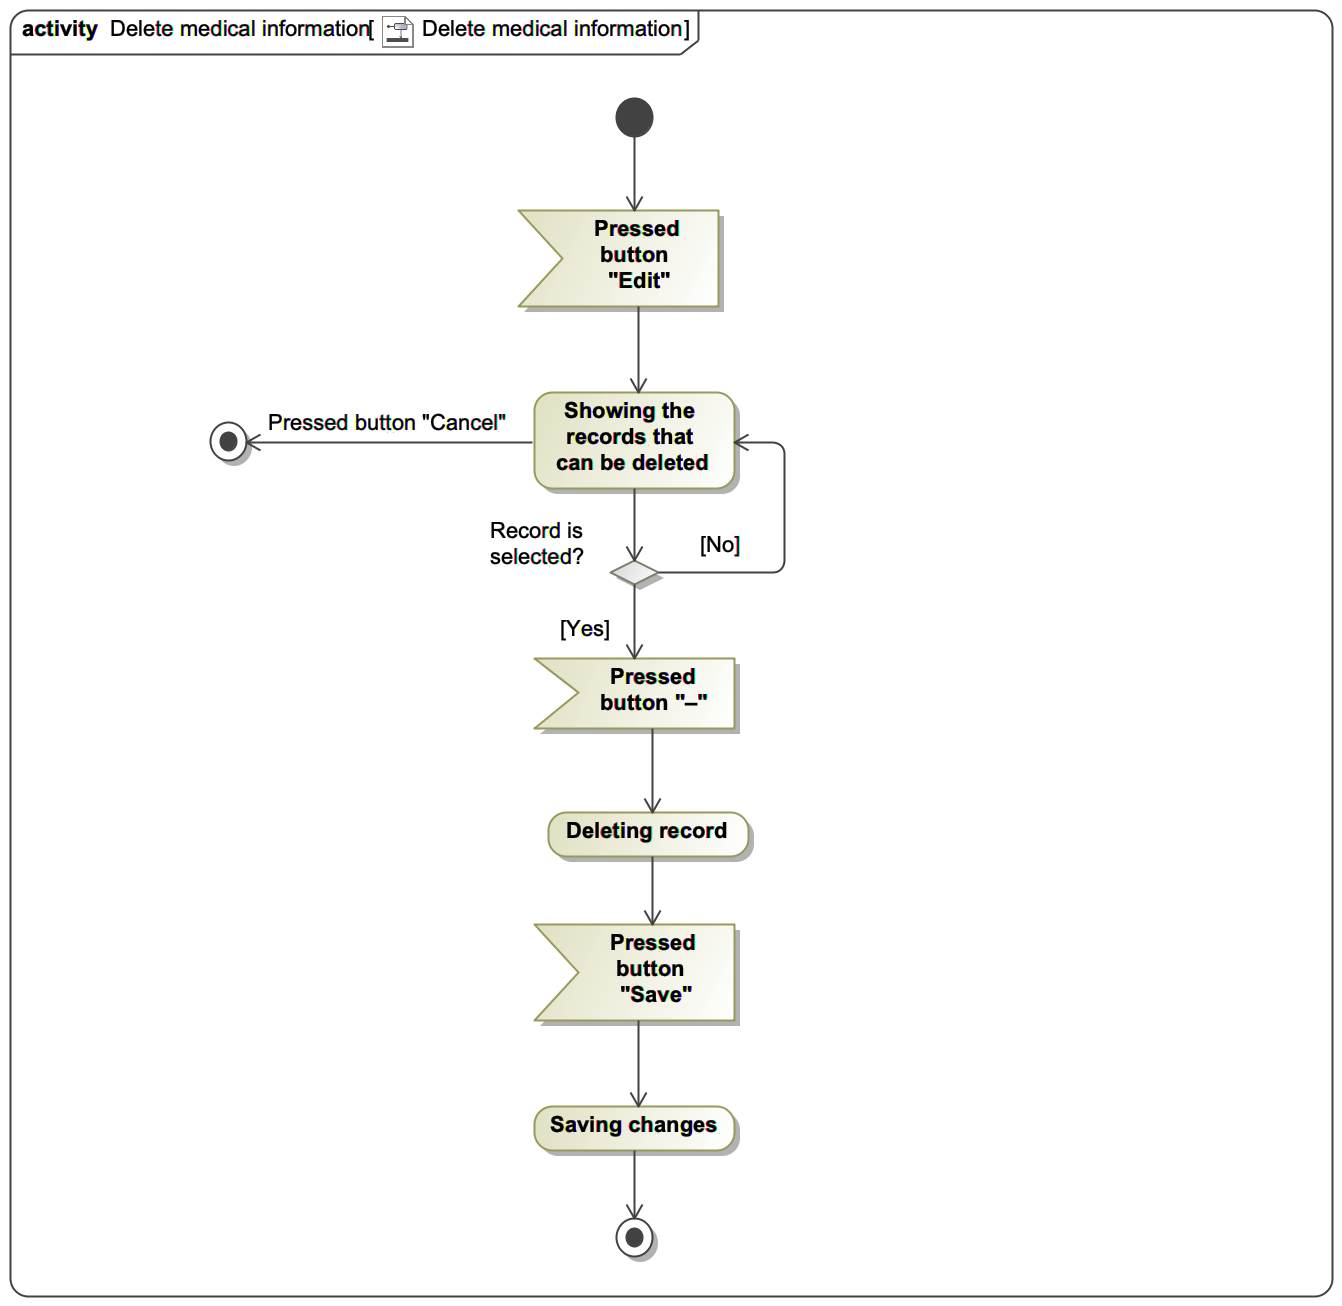 activity Delete medical information[ Delete medical information]
Pressed
button
"Edit"
Pressed button "Cancel"
Showing the
records that
can be deleted
Record is
selected?
[No]
[Yes]
Pressed
button "–"
Deleting record
Pressed
button
"Save"
Saving changes